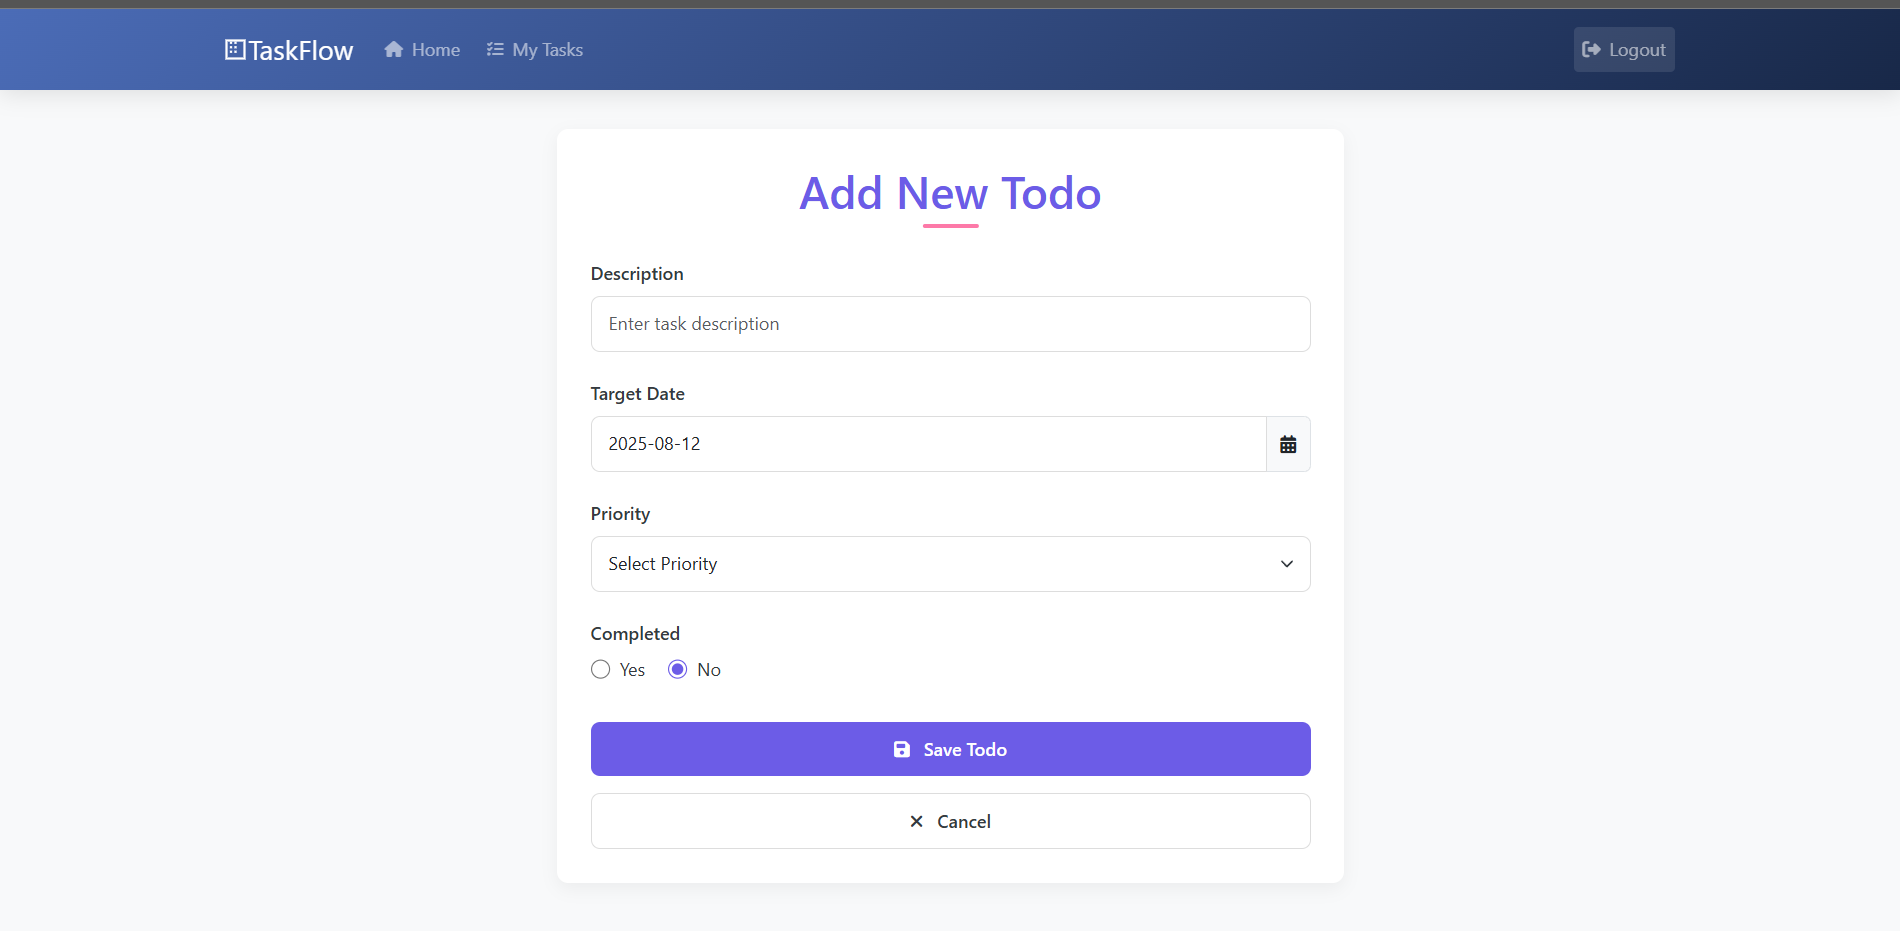 TaskFlow Home My Tasks Logout
Add New Todo
Description
Enter task description
Target Date
2025-08-12
Priority
Select Priority
Completed
Yes No
Save Todo
Cancel